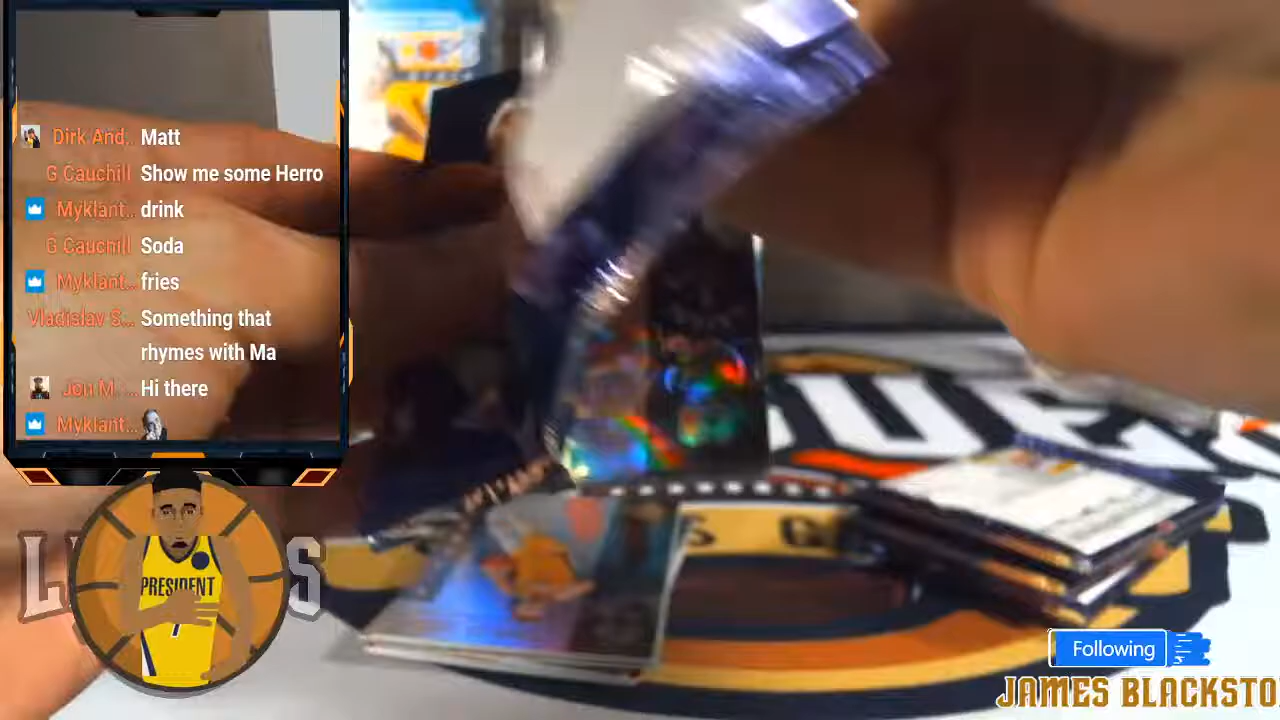 Dirk And.. Matt
G Cauchill Show me some Herro
Myklant.. drink
G Cauchill Soda
Myklant.. fries
Vladislav S... Something that
rhymes with Ma
Jon M. ... Hi there
Myklant..
PRESIDENT
Following
JAMES BLACKSTO